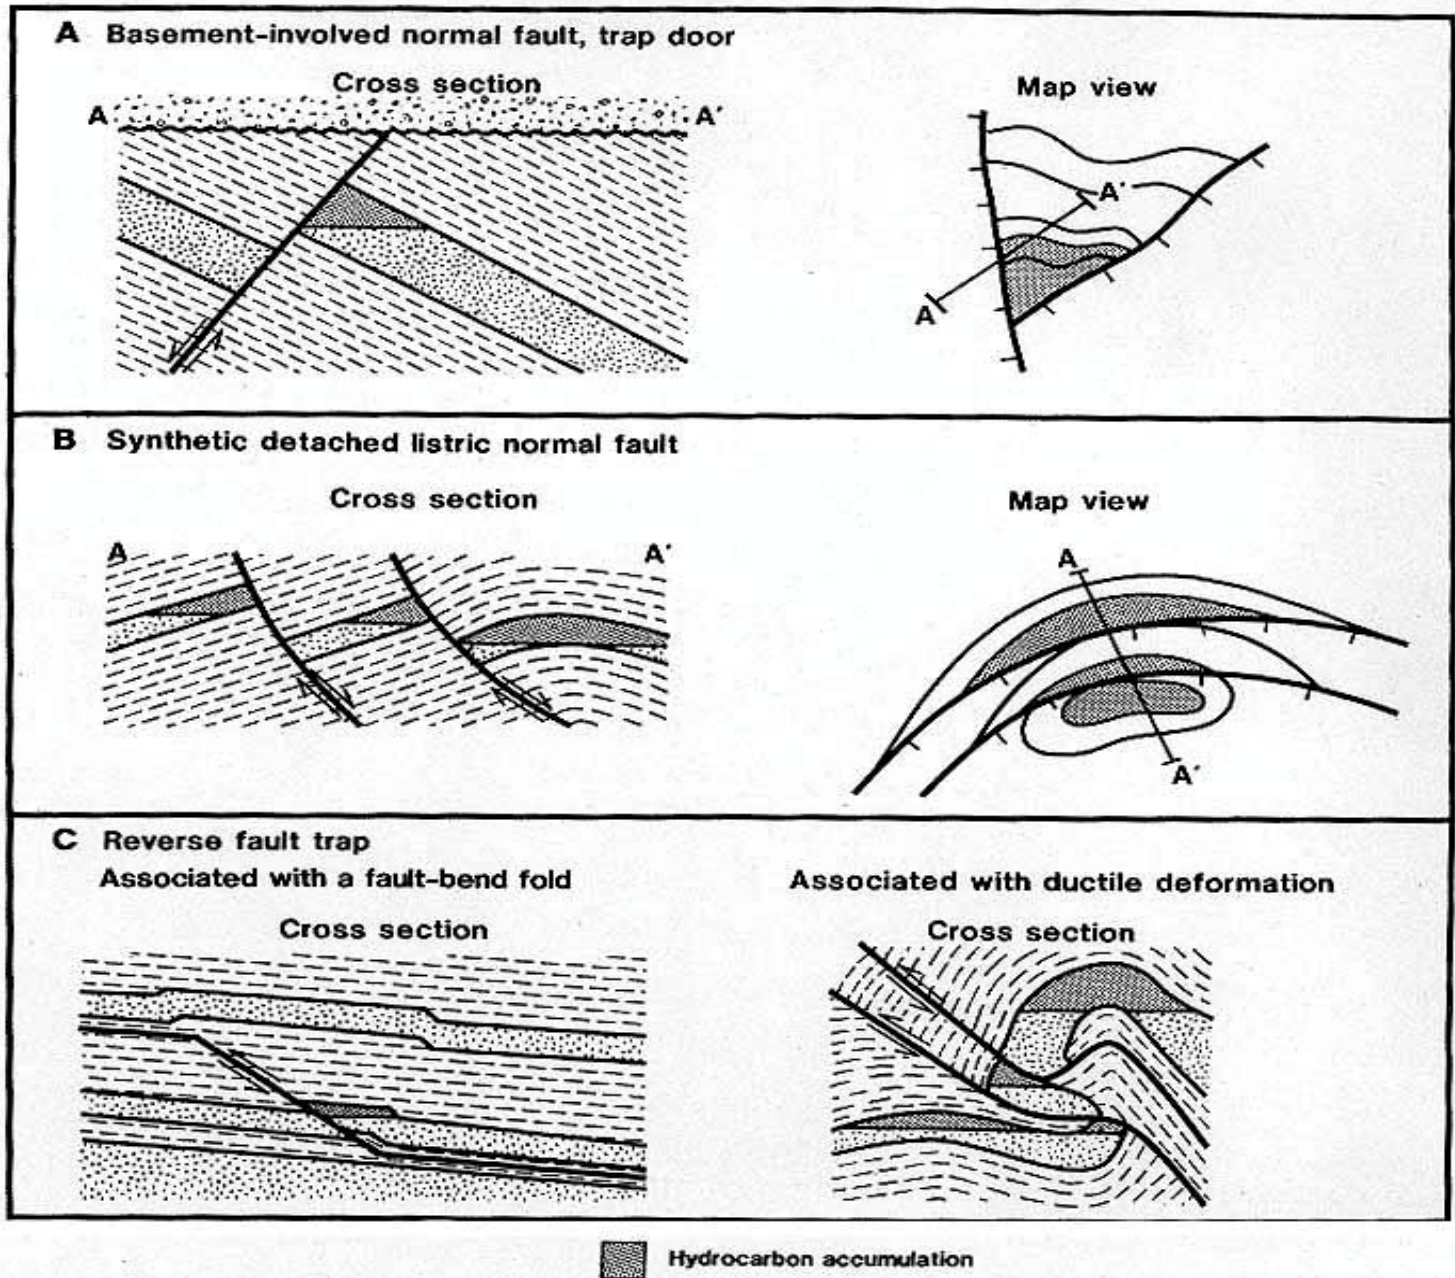 A Basement-involved normal fault, trap door
Cross section
A
A'
Map view
A'
A
B Synthetic detached listric normal fault
Cross section
A
A'
Map view
A
A'
C Reverse fault trap
Associated with a fault-bend fold
Cross section
Associated with ductile deformation
Cross section
Hydrocarbon accumulation